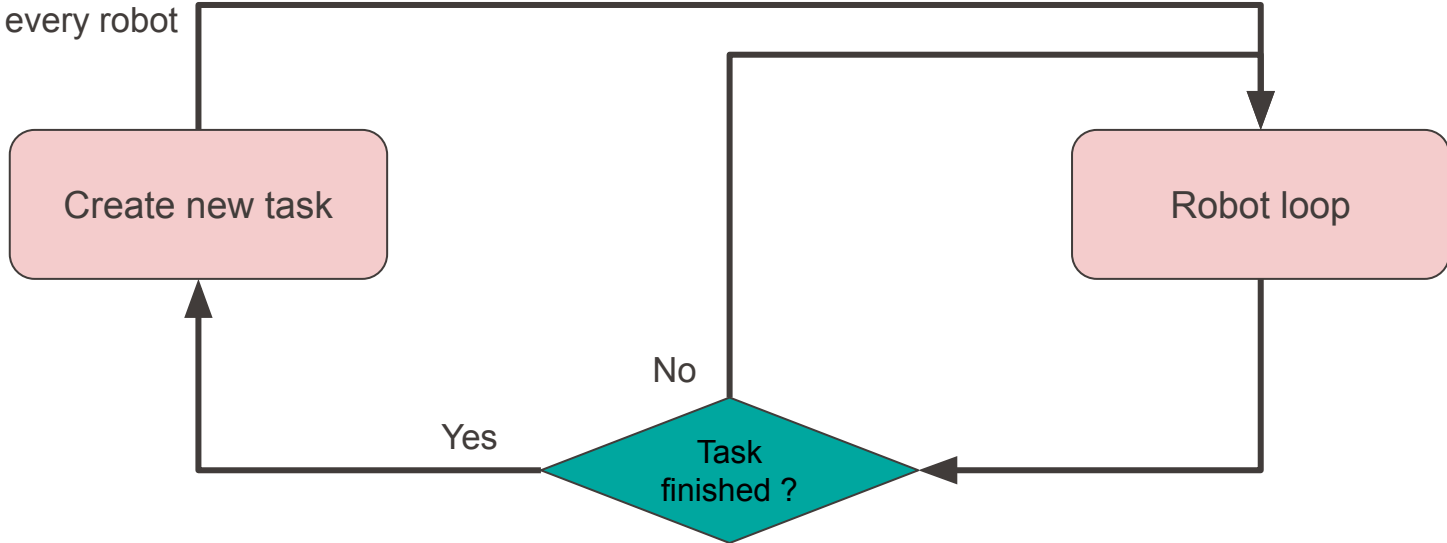 every robot
Create new task
Robot loop
No
Yes
Task
finished ?